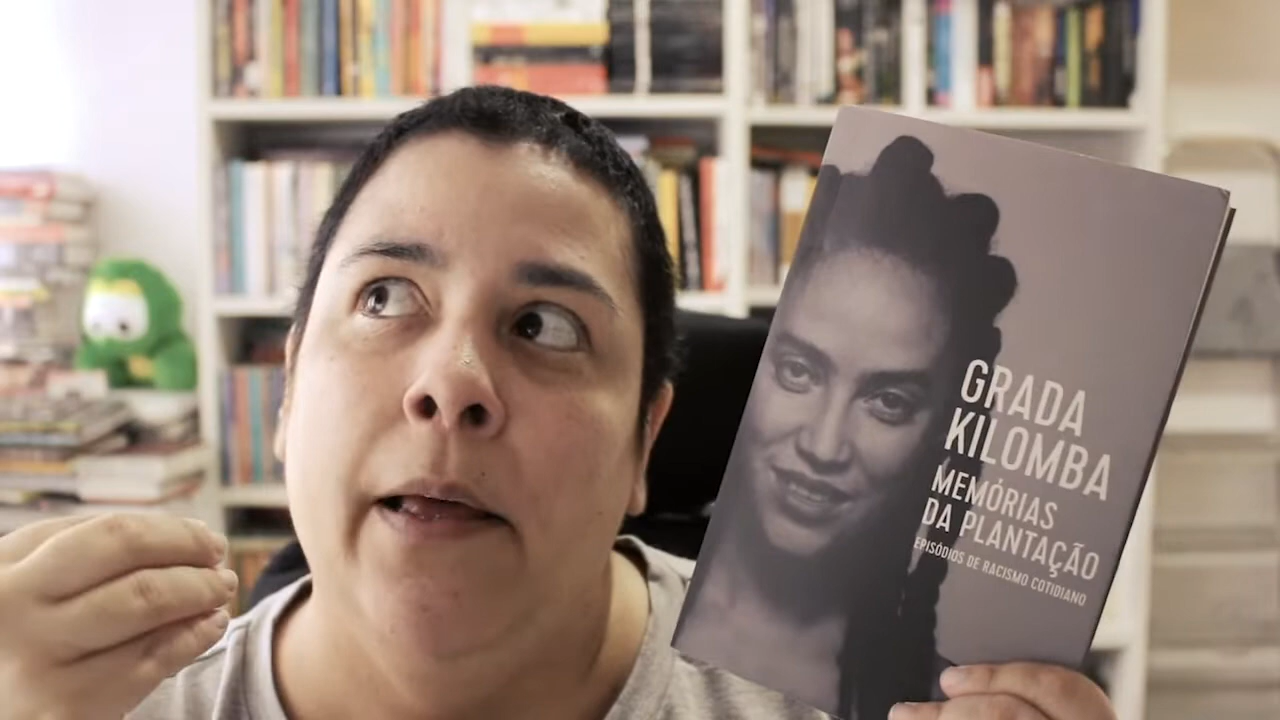 GRADA
KILOMBA
MEMÓRIAS
DA PLANTAÇÃO
EPISÓDIOS DE RACISMO COTIDIANO